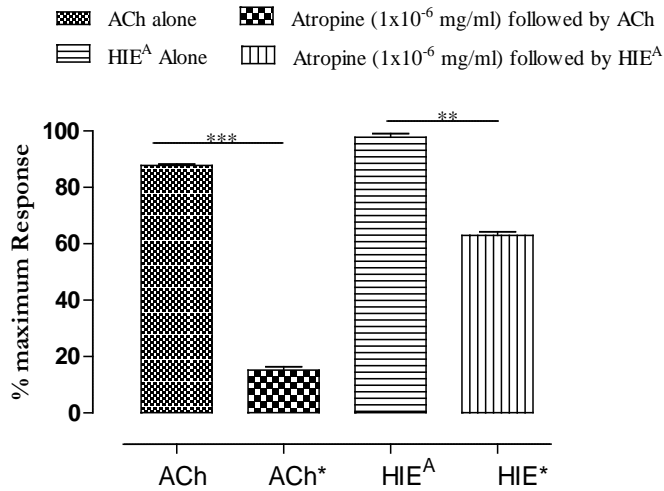 ACh alone
Atropine (1x10⁻⁶ mg/ml) followed by ACh
HIEᴬ Alone
Atropine (1x10⁻⁶ mg/ml) followed by HIEᴬ
% maximum Response
100
80
60
40
20
0
***
**
ACh
ACh*
HIEᴬ
HIE*